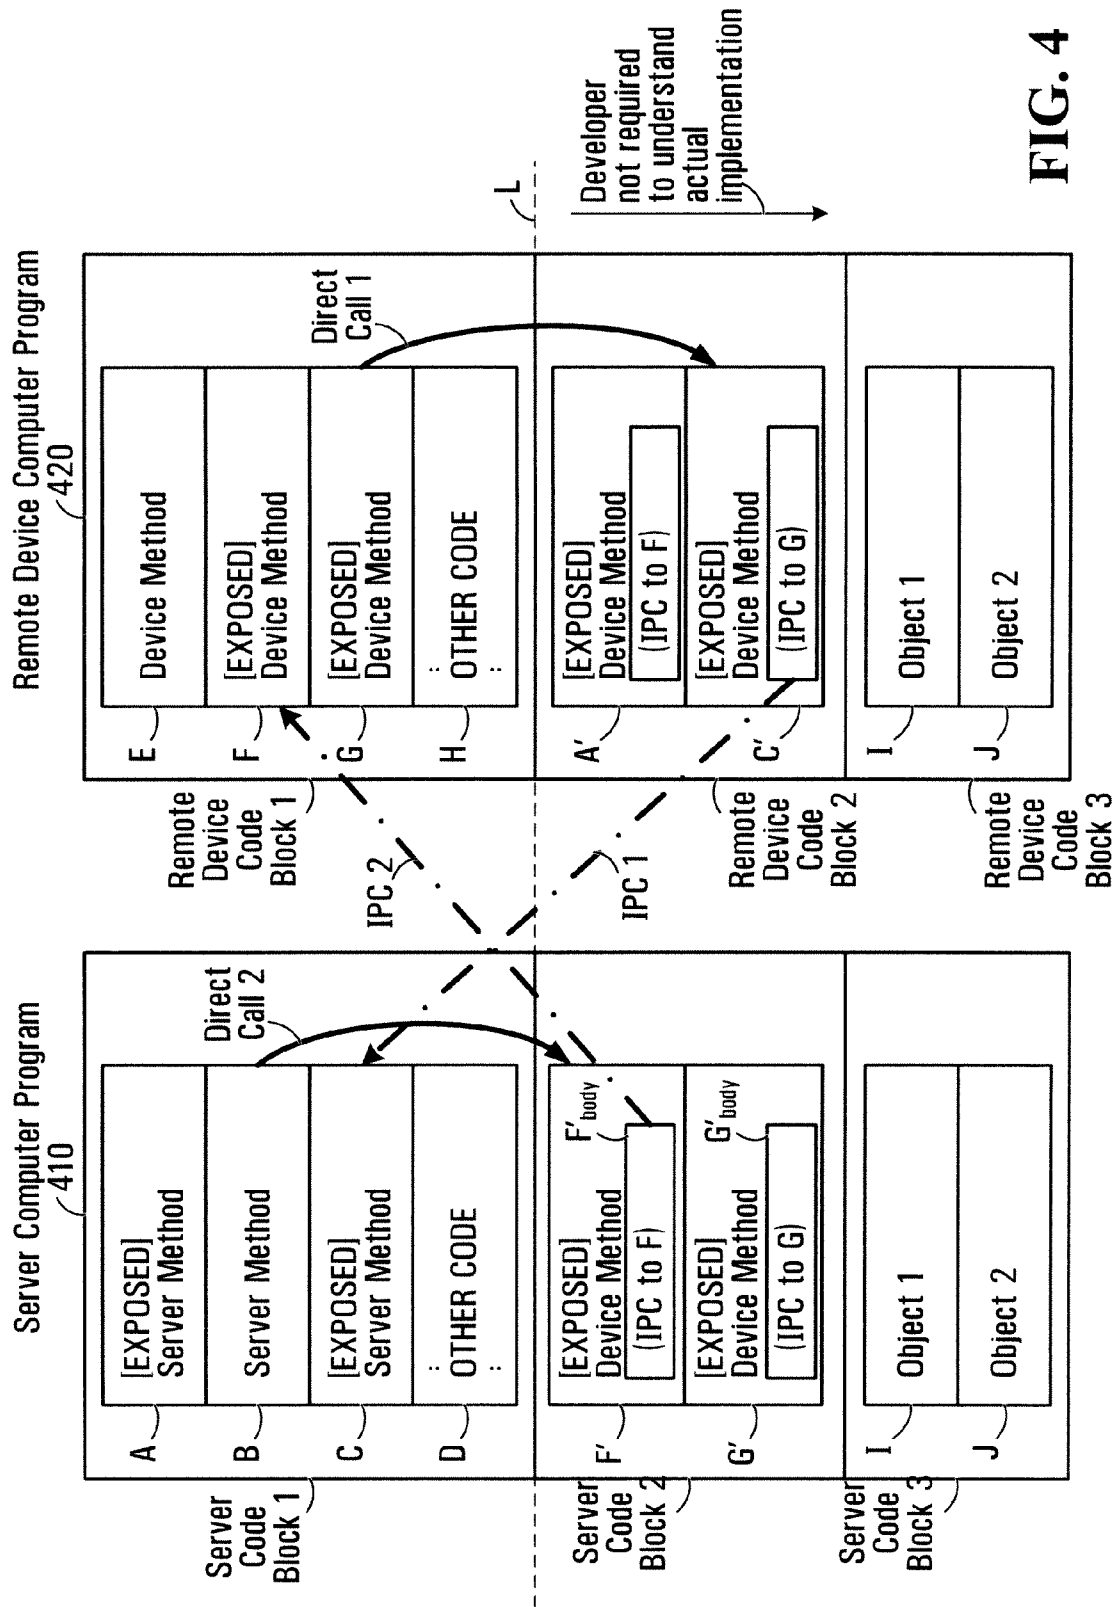 Server Computer Program
410
A
[EXPOSED]
Server Method
B
Server Method
C
[EXPOSED]
Server Method
D
:
OTHER CODE
:
Server
Code
Block 1
Direct
Call 2
F'
[EXPOSED]
Device Method
(IPC to F)
F'body
G'
[EXPOSED]
Device Method
(IPC to G)
G'body
Server
Code
Block 2
I
Object 1
J
Object 2
Server
Code
Block 3
IPC 2
IPC 1
Remote Device Computer Program
420
E
Device Method
F
[EXPOSED]
Device Method
G
[EXPOSED]
Device Method
H
:
OTHER CODE
:
Remote
Device
Code
Block 1
Direct
Call 1
A'
[EXPOSED]
Device Method
(IPC to F)
C'
[EXPOSED]
Device Method
(IPC to G)
Remote
Device
Code
Block 2
I
Object 1
J
Object 2
Remote
Device
Code
Block 3
L
Developer
not required
to understand
actual
implementation
FIG. 4